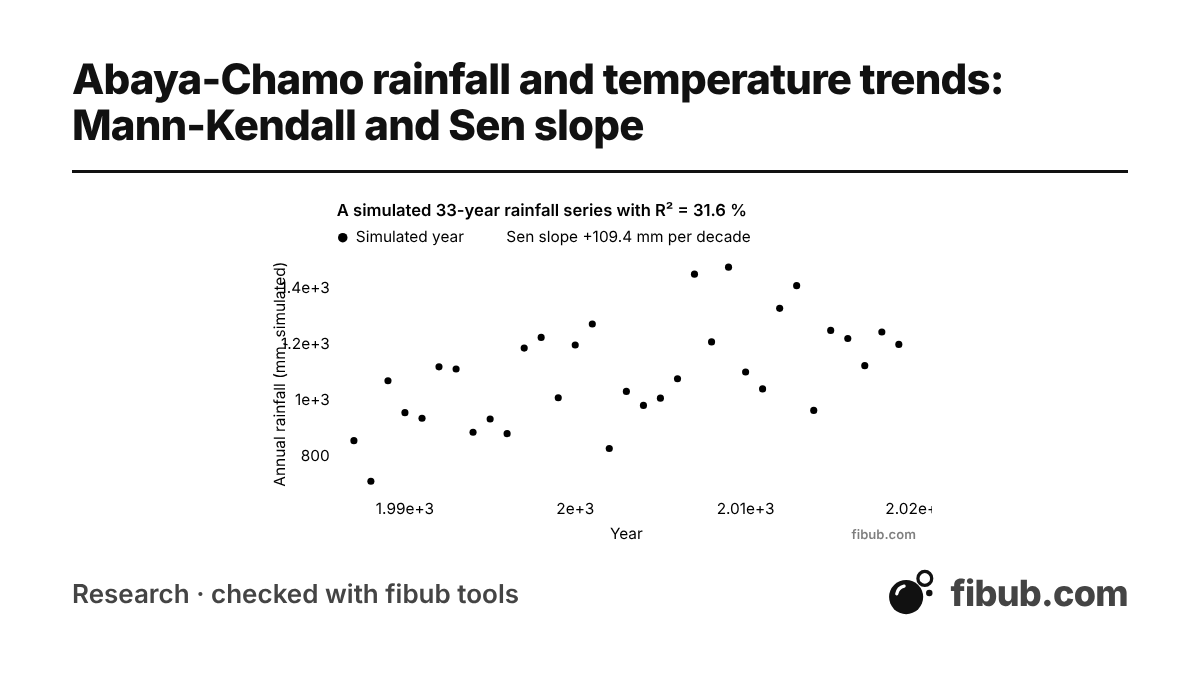 Abaya-Chamo rainfall and temperature trends:
Mann-Kendall and Sen slope
A simulated 33-year rainfall series with R² = 31.6 %
Simulated year
Sen slope +109.4 mm per decade
Annual rainfall (mm, simulated)
1.4e+3
1.2e+3
1e+3
800
1.99e+3
2e+3
2.01e+3
2.02e+
Year
fibub.com
Research · checked with fibub tools
fibub.com